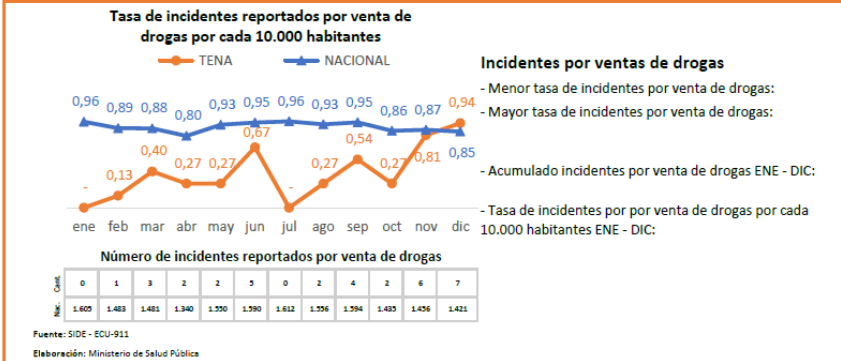 Tasa de incidentes reportados por venta de
drogas por cada 10.000 habitantes
TENA NACIONAL
0,96 0,89 0,88 0,80 0,93 0,95 0,96 0,93 0,95 0,86 0,87 0,85
- 0,13 0,40 0,27 0,27 0,67 - 0,27 0,54 0,27 0,81 0,94
ene feb mar abr may jun jul ago sep oct nov dic
Número de incidentes reportados por venta de drogas
Cant. 0 1 3 2 2 5 0 2 4 2 6 7
Nac. 1.605 1.483 1.481 1.340 1.550 1.590 1.612 1.556 1.594 1.435 1.456 1.421
Fuente: SIDE - ECU-911
Elaboración: Ministerio de Salud Pública
Incidentes por ventas de drogas
- Menor tasa de incidentes por venta de drogas:
- Mayor tasa de incidentes por venta de drogas:
- Acumulado incidentes por venta de drogas ENE - DIC:
- Tasa de incidentes por por venta de drogas por cada
10.000 habitantes ENE - DIC: